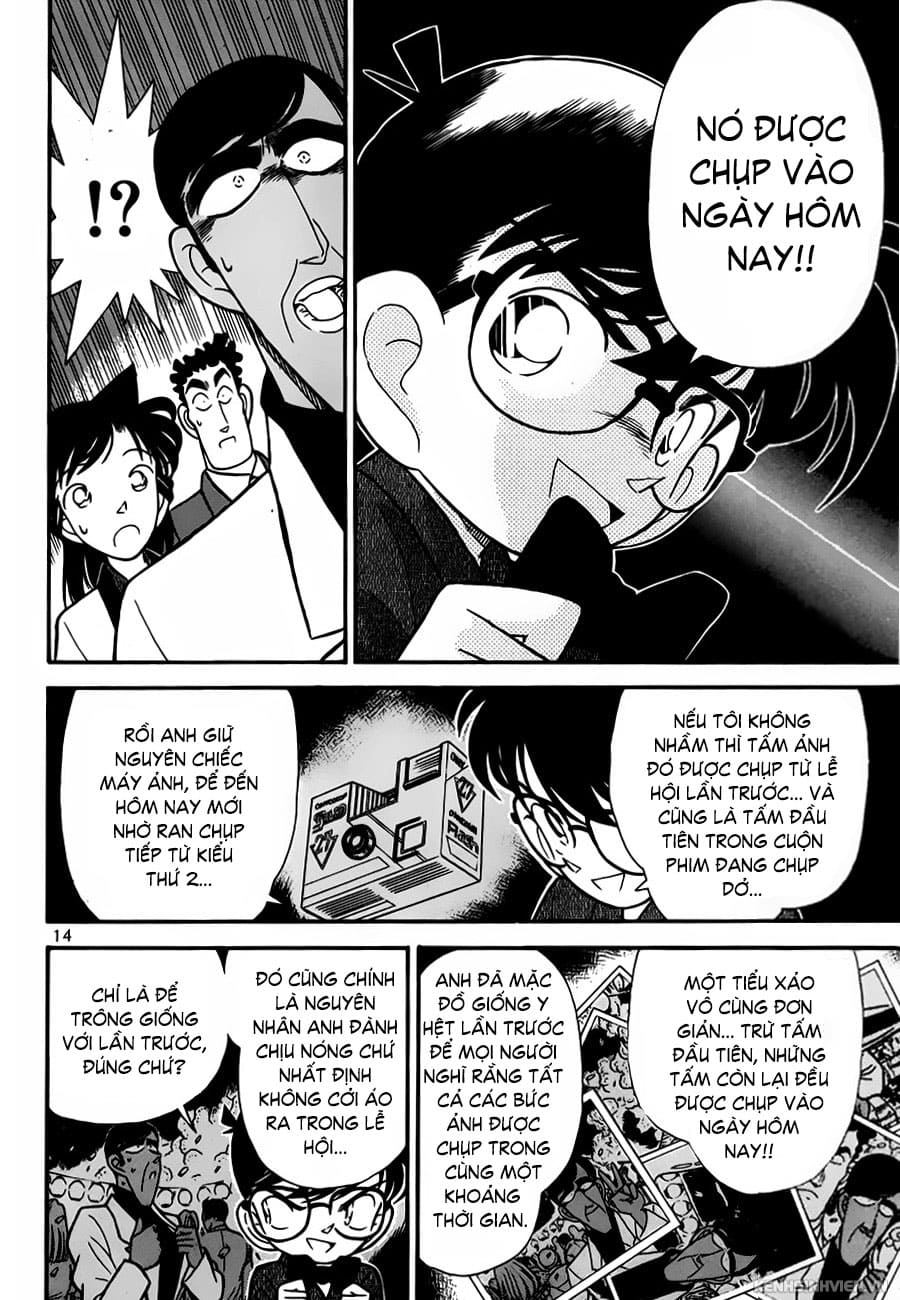 NÓ ĐƯỢC
CHỤP VÀO
NGÀY HÔM
NAY!!
!?
NẾU TÔI KHÔNG
NHẦM THÌ TẤM ẢNH
ĐÓ ĐƯỢC CHỤP TỪ LỄ
HỘI LẦN TRƯỚC... VÀ
CŨNG LÀ TẤM ĐẦU
TIÊN TRONG CUỘN
PHIM ĐANG CHỤP
DỞ...
RỒI ANH GIỮ
NGUYÊN CHIẾC
MÁY ẢNH, ĐỂ ĐẾN
HÔM NAY MỚI
NHỜ RAN CHỤP
TIẾP TỪ KIỂU
THỨ 2...
27
27
Flash
14
MỘT TIỂU XẢO
VÔ CÙNG ĐƠN
GIẢN... TRỪ TẤM
ĐẦU TIÊN, NHỮNG
TẤM CÒN LẠI ĐỀU
ĐƯỢC CHỤP VÀO
NGÀY HÔM
NAY!!
ANH ĐÃ MẶC
ĐỒ GIỐNG Y
HỆT LẦN TRƯỚC
ĐỂ MỌI NGƯỜI
NGHĨ RẰNG TẤT
CẢ CÁC BỨC
ẢNH ĐƯỢC
CHỤP TRONG
CÙNG MỘT
KHOẢNG
THỜI GIAN.
ĐÓ CŨNG CHÍNH
LÀ NGUYÊN
NHÂN ANH ĐÀNH
CHỊU NÓNG CHỨ
NHẤT ĐỊNH
KHÔNG CỞI ÁO
RA TRONG LỄ
HỘI...
CHỈ LÀ ĐỂ
TRÔNG GIỐNG
VỚI LẦN TRƯỚC,
ĐÚNG CHỨ?
KENHSINHVIEN.VN